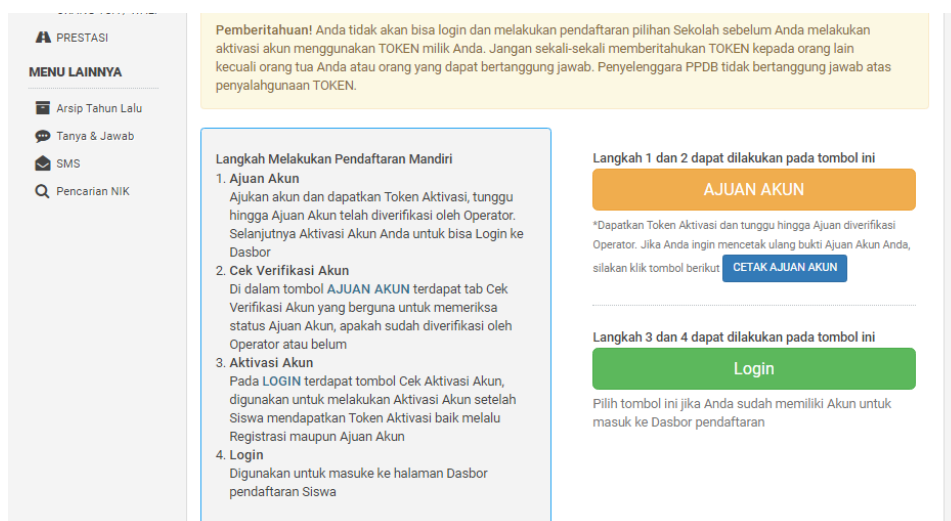 PRESTASI
MENU LAINNYA
Arsip Tahun Lalu
Tanya & Jawab
SMS
Pencarian NIK
Pemberitahuan! Anda tidak akan bisa login dan melakukan pendaftaran pilihan Sekolah sebelum Anda melakukan
aktivasi akun menggunakan TOKEN milik Anda. Jangan sekali-sekali memberitahukan TOKEN kepada orang lain
kecuali orang tua Anda atau orang yang dapat bertanggung jawab. Penyelenggara PPDB tidak bertanggung jawab atas
penyalahgunaan TOKEN.
Langkah Melakukan Pendaftaran Mandiri
1. Ajuan Akun
Ajukan akun dan dapatkan Token Aktivasi, tunggu
hingga Ajuan Akun telah diverifikasi oleh Operator.
Selanjutnya Aktivasi Akun Anda untuk bisa Login ke
Dasbor
2. Cek Verifikasi Akun
Di dalam tombol AJUAN AKUN terdapat tab Cek
Verifikasi Akun yang berguna untuk memeriksa
status Ajuan Akun, apakah sudah diverifikasi oleh
Operator atau belum
3. Aktivasi Akun
Pada LOGIN terdapat tombol Cek Aktivasi Akun,
digunakan untuk melakukan Aktivasi Akun setelah
Siswa mendapatkan Token Aktivasi baik melalu
Registrasi maupun Ajuan Akun
4. Login
Digunakan untuk masuke ke halaman Dasbor
pendaftaran Siswa
Langkah 1 dan 2 dapat dilakukan pada tombol ini
AJUAN AKUN
*Dapatkan Token Aktivasi dan tunggu hingga Ajuan diverifikasi
Operator. Jika Anda ingin mencetak ulang bukti Ajuan Akun Anda,
silakan klik tombol berikut CETAK AJUAN AKUN
Langkah 3 dan 4 dapat dilakukan pada tombol ini
Login
Pilih tombol ini jika Anda sudah memiliki Akun untuk
masuk ke Dasbor pendaftaran